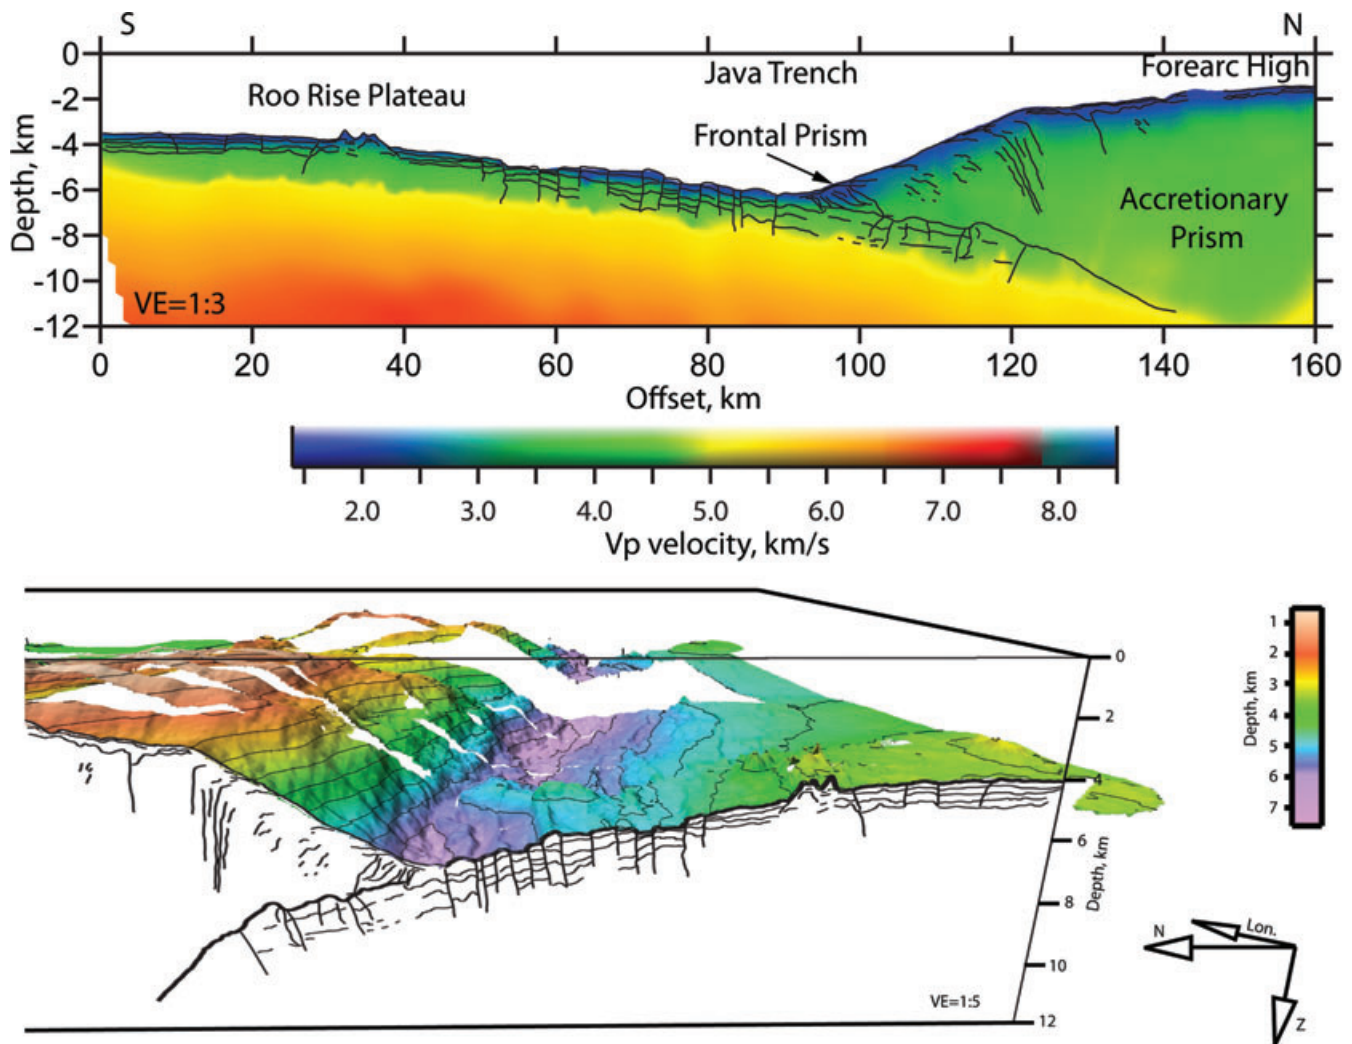 S
N
0
-2
-4
-6
-8
-10
-12
Depth, km
Roo Rise Plateau
Java Trench
Forearc High
Frontal Prism
Accretionary
Prism
VE=1:3
0 20 40 60 80 100 120 140 160
Offset, km
2.0 3.0 4.0 5.0 6.0 7.0 8.0
Vp velocity, km/s
0
2
4
6
8
10
12
Depth, km
VE=1:5
1
2
3
4
5
6
7
Depth, km
N
Lon.
Z